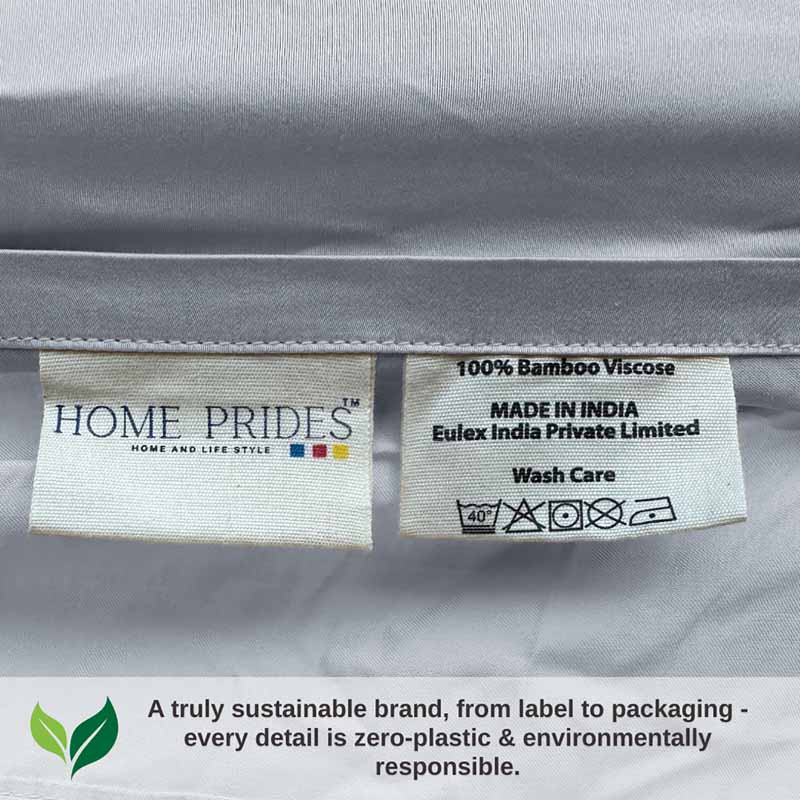 HOME PRIDES™
HOME AND LIFE STYLE
100% Bamboo Viscose
MADE IN INDIA
Eulex India Private Limited
Wash Care
40°
A truly sustainable brand, from label to packaging -
every detail is zero-plastic & environmentally
responsible.